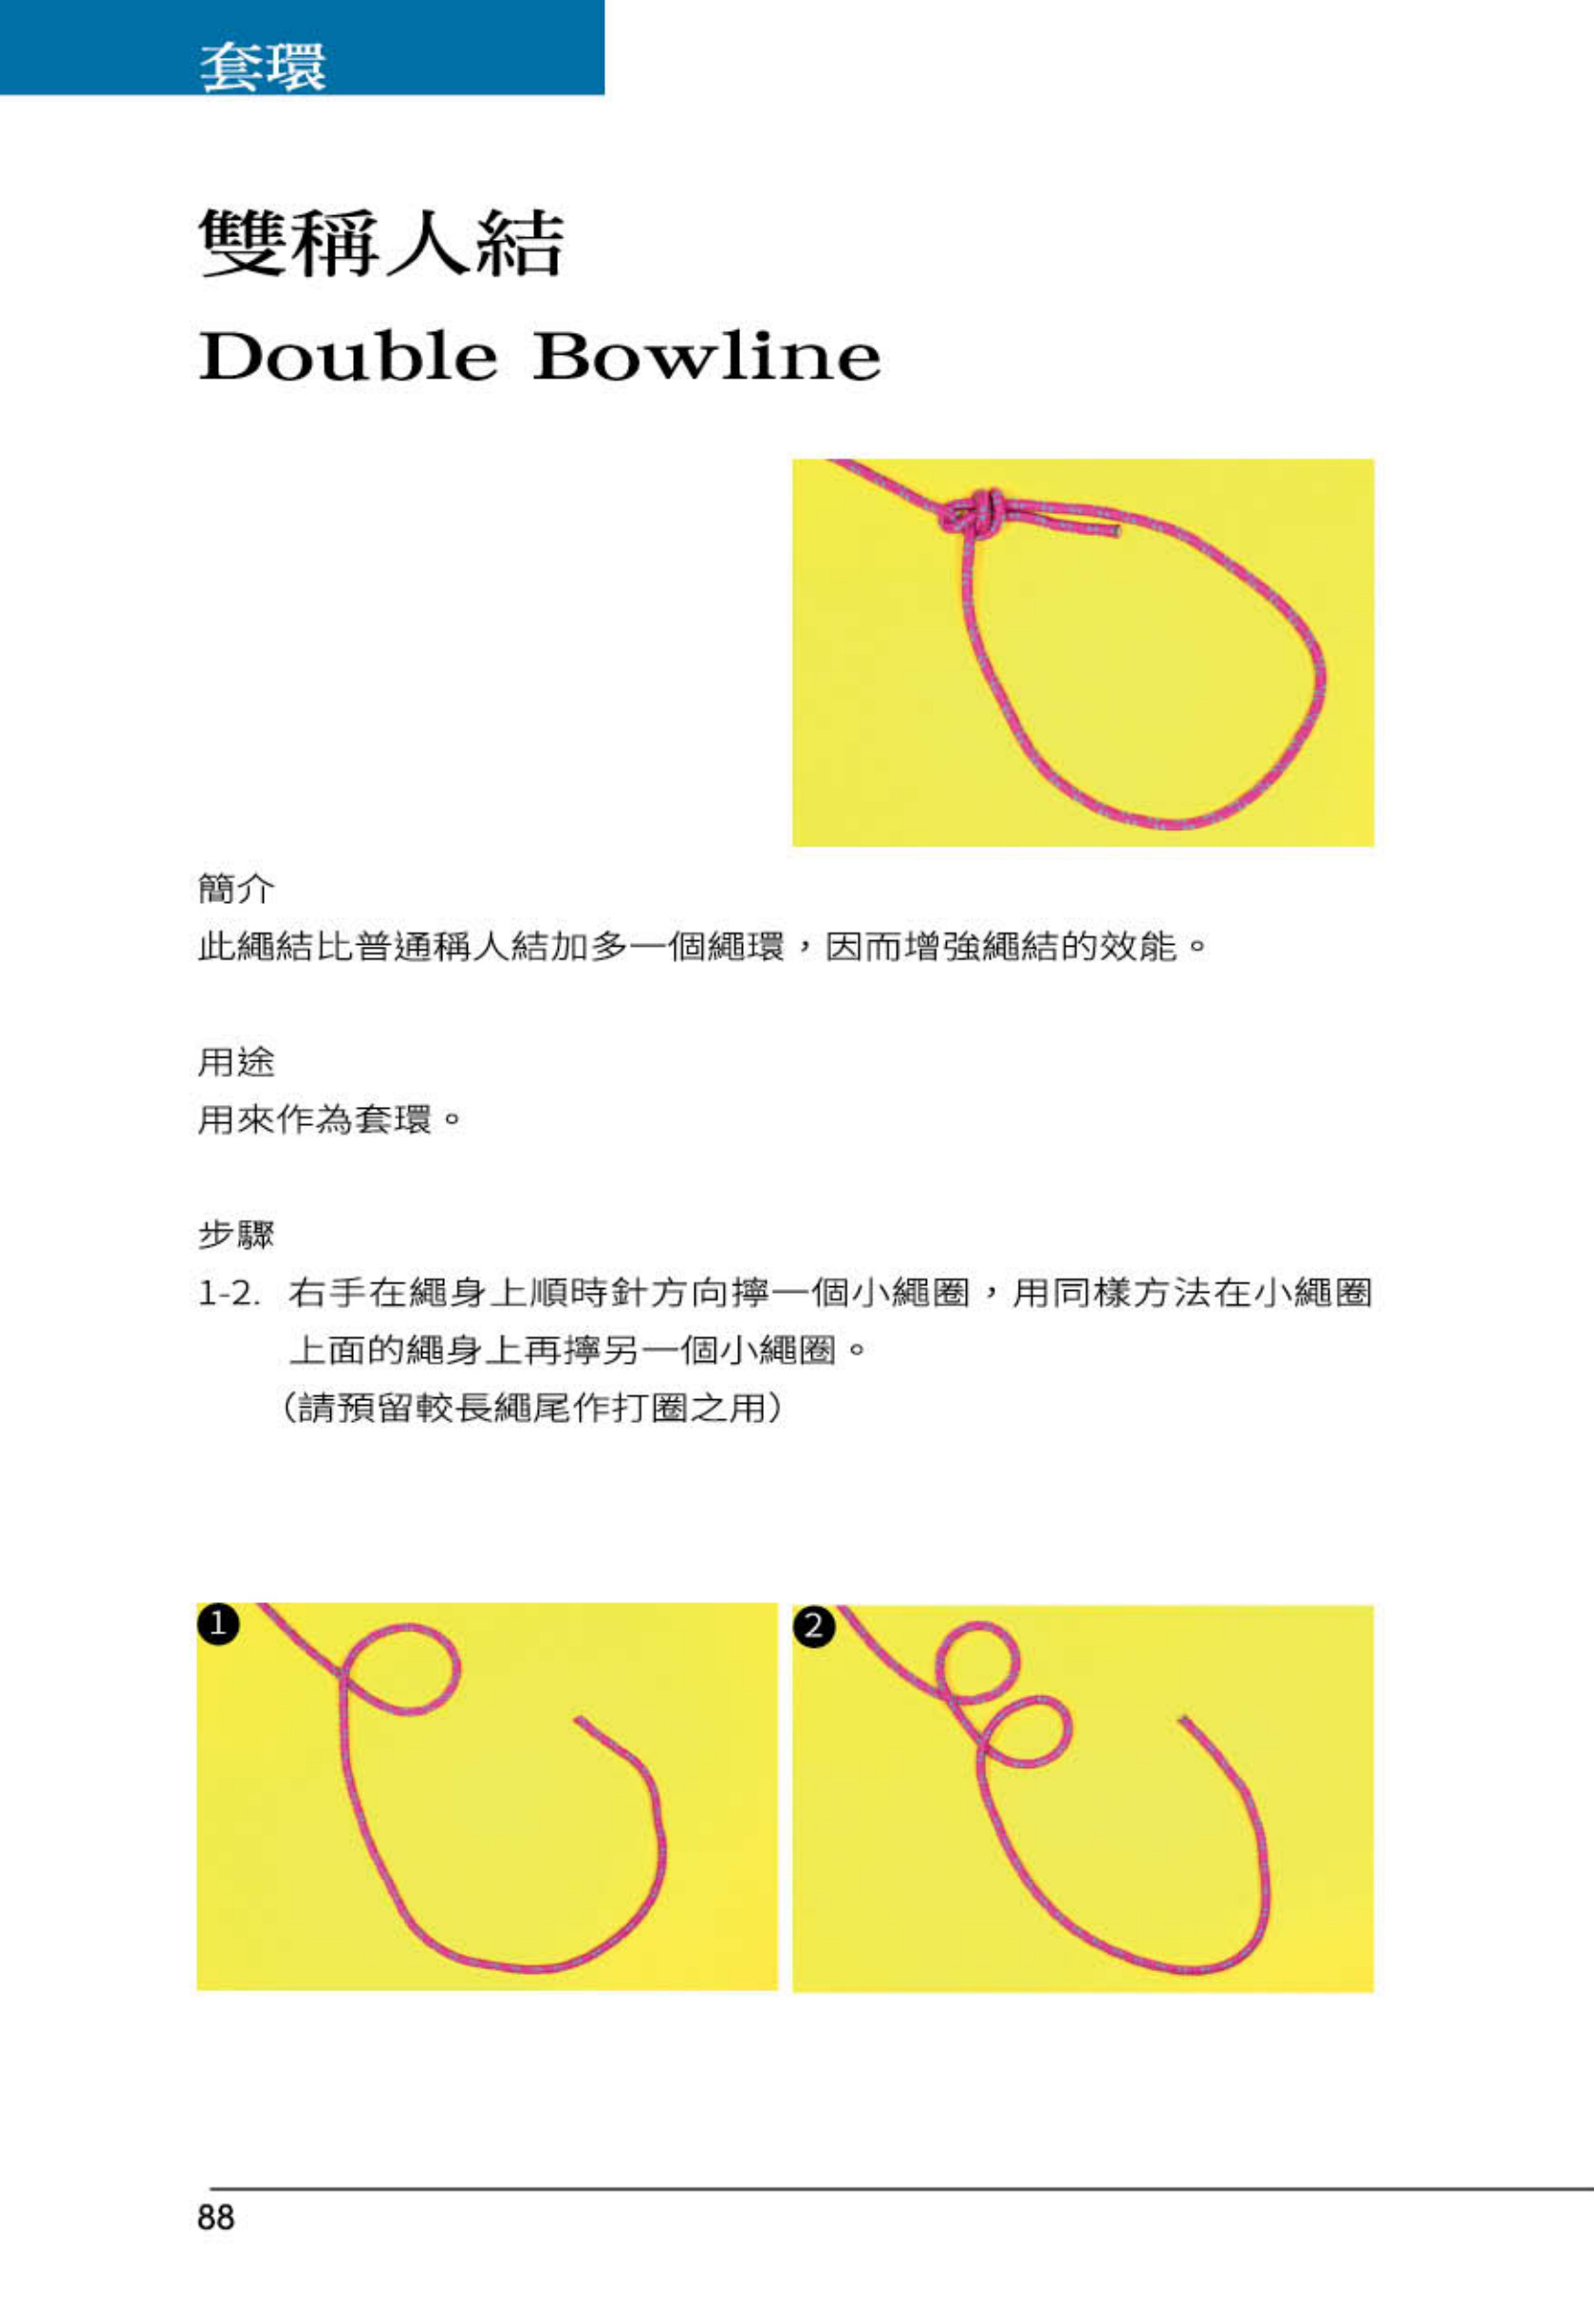 套環
雙稱人結
Double Bowline
簡介
此繩結比普通稱人結加多一個繩環，因而增強繩結的效能。
用途
用來作為套環。
步驟
1-2. 右手在繩身上順時針方向擰一個小繩圈，用同樣方法在小繩圈
上面的繩身上再擰另一個小繩圈。
（請預留較長繩尾作打圈之用）
1
2
88